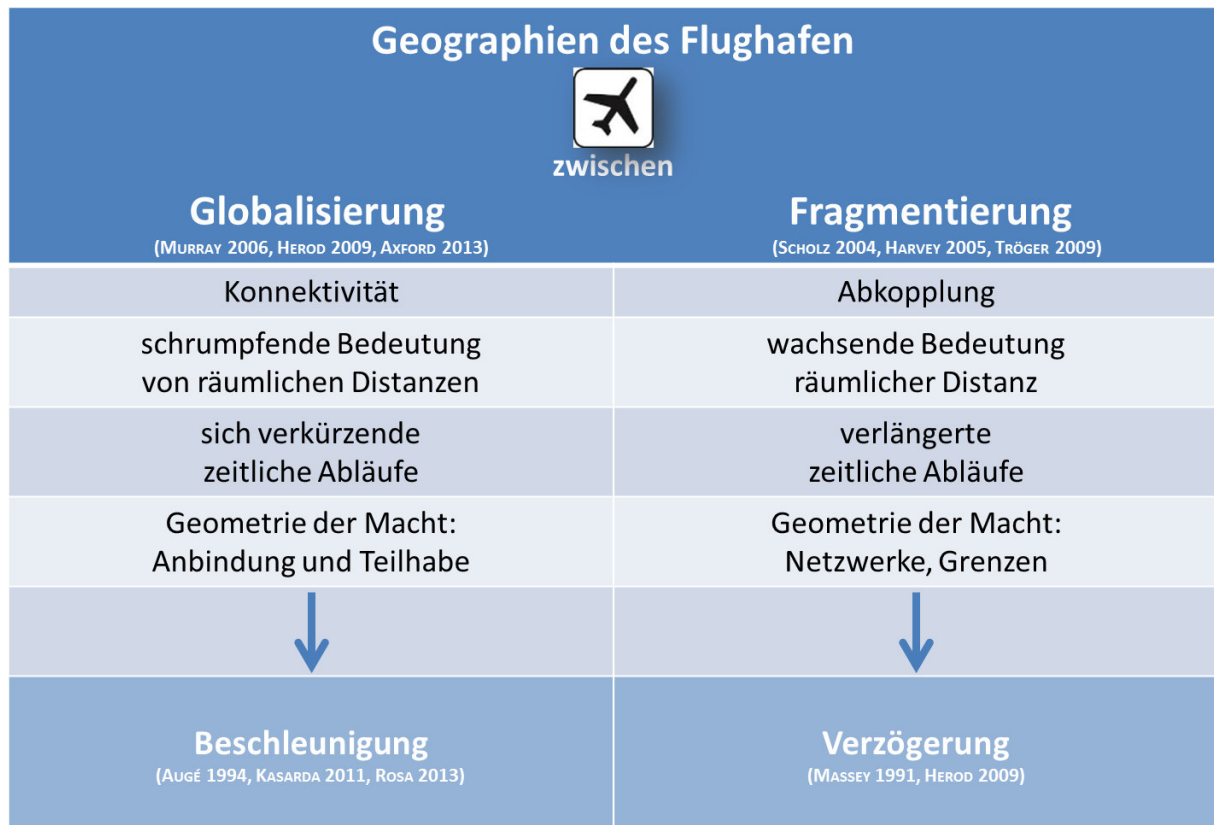 Geographien des Flughafen
zwischen
Globalisierung
(MURRAY 2006, HEROD 2009, AXFORD 2013)
Fragmentierung
(SCHOLZ 2004, HARVEY 2005, TRÖGER 2009)
Konnektivität
Abkopplung
schrumpfende Bedeutung
von räumlichen Distanzen
wachsende Bedeutung
räumlicher Distanz
sich verkürzende
zeitliche Abläufe
verlängerte
zeitliche Abläufe
Geometrie der Macht:
Anbindung und Teilhabe
Geometrie der Macht:
Netzwerke, Grenzen
Beschleunigung
(AUGÉ 1994, KASARDA 2011, ROSA 2013)
Verzögerung
(MASSEY 1991, HEROD 2009)